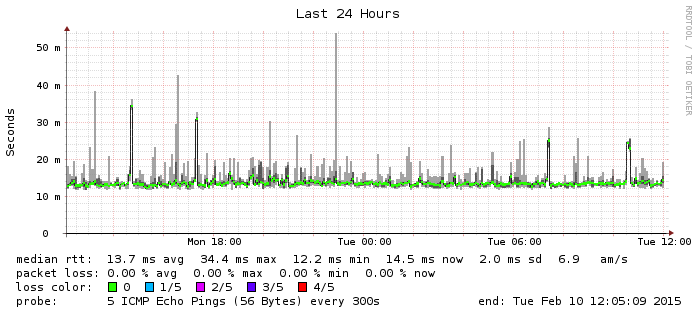 Last 24 Hours
RRDTOOL / TOBI OETIKER
50 m
40 m
30 m
20 m
10 m
0
Seconds
Mon 18:00 Tue 00:00 Tue 06:00 Tue 12:00
median rtt: 13.7 ms avg 34.4 ms max 12.2 ms min 14.5 ms now 2.0 ms sd 6.9 am/s
packet loss: 0.00 % avg 0.00 % max 0.00 % min 0.00 % now
loss color: 0 1/5 2/5 3/5 4/5
probe: 5 ICMP Echo Pings (56 Bytes) every 300s end: Tue Feb 10 12:05:09 2015